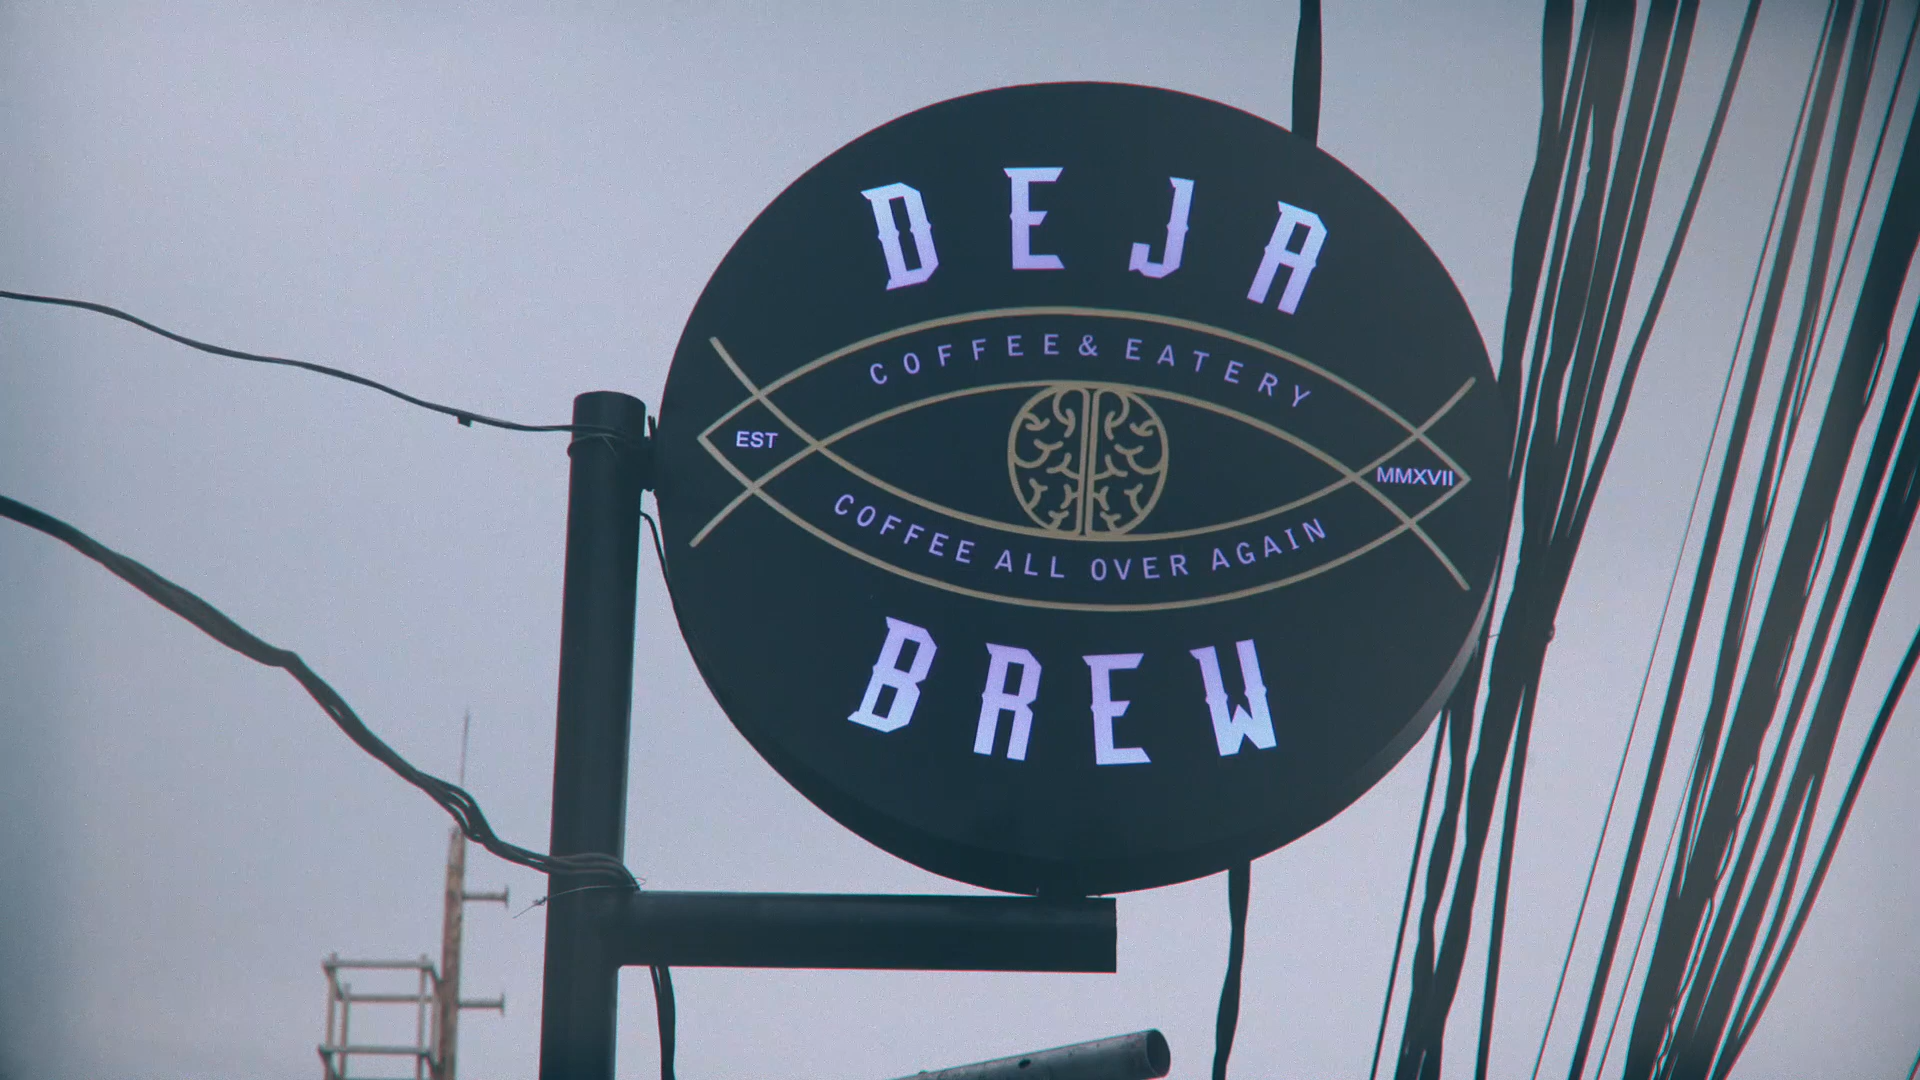 DEJA
COFFEE & EATERY
EST
MMXVII
COFFEE ALL OVER AGAIN
BREW